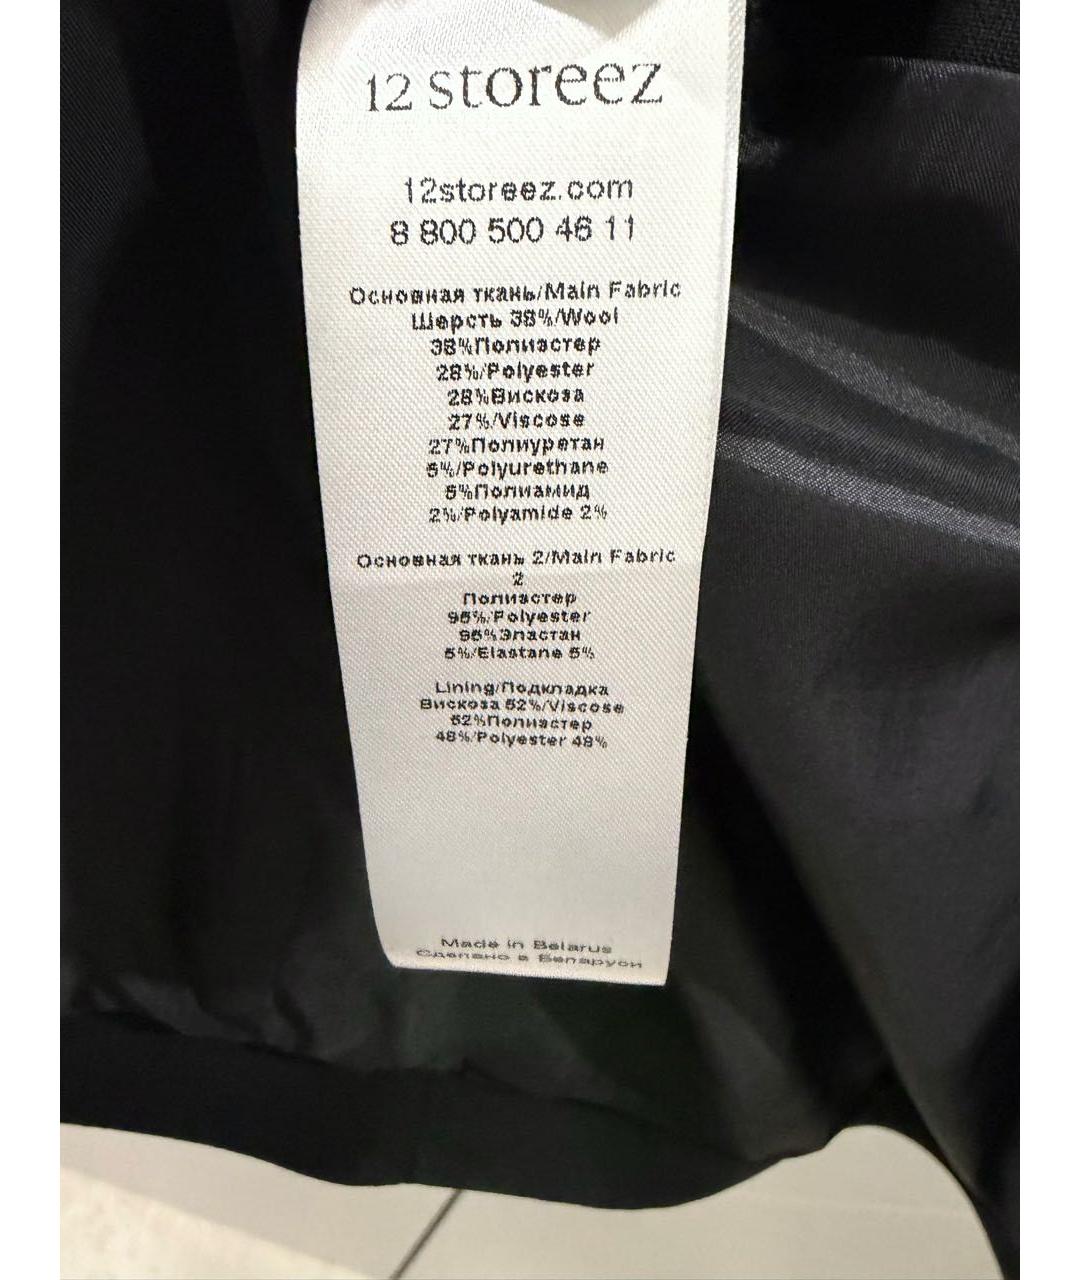 12 storeez
12storeez.com
8 800 500 46 11
Основная ткань/Main Fabric
Шерсть 38%/Wool
38%Полиэстер
28%/Polyester
28%Вискоза
27%/Viscose
27%Полиуретан
5%/Polyurethane
5%Полиамид
2%/Polyamide 2%
Основная ткань 2/Main Fabric
2
Полиэстер
95%/Polyester
95%Эластан
5%/Elastane 5%
Lining/Подкладка
Вискоза 52%/Viscose
52%Полиэстер
48%/Polyester 48%
Made in Belarus
Сделано в Беларуси